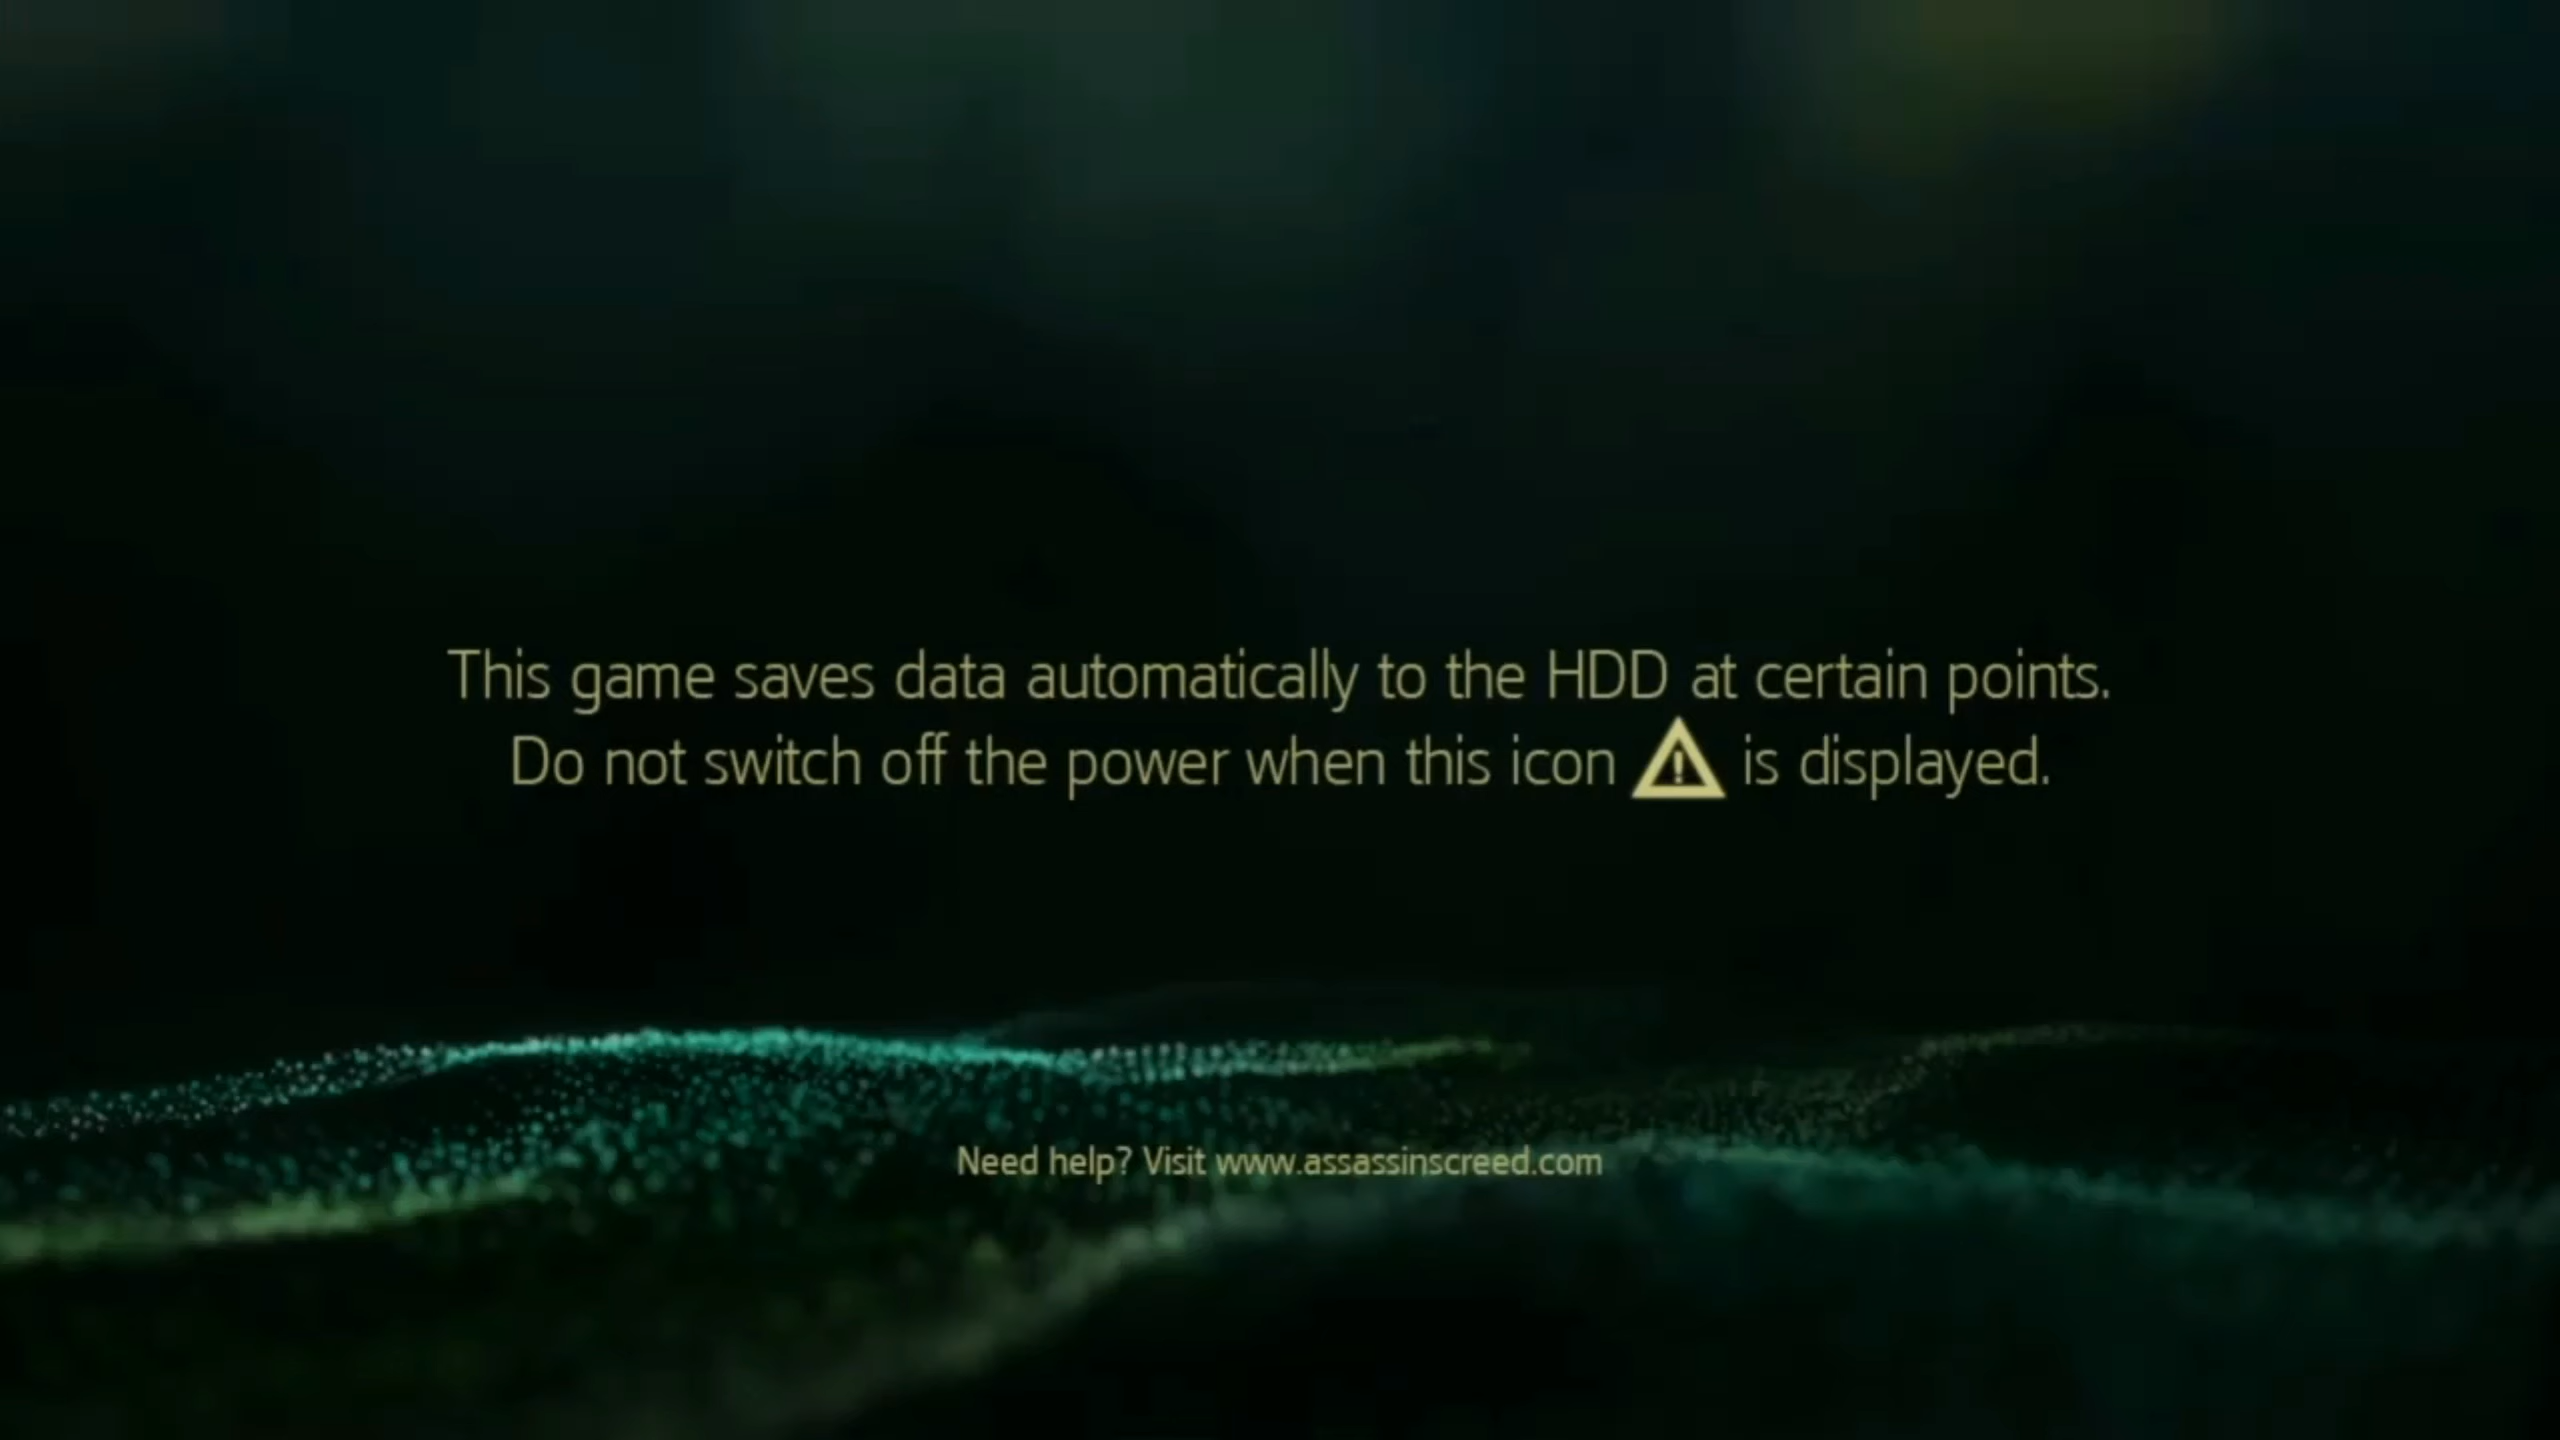 This game saves data automatically to the HDD at certain points.
Do not switch off the power when this icon ⚠ is displayed.
Need help? Visit www.assassinscreed.com